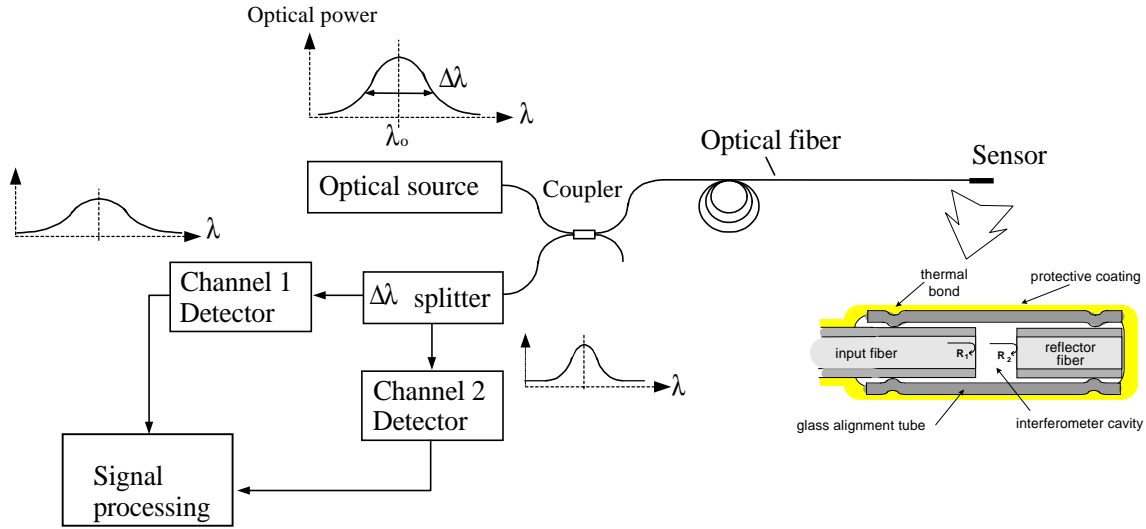 Optical power
Δλ
λ
λo
Optical source
Coupler
Optical fiber
Sensor
λ
Channel 1
Detector
Δλ splitter
λ
Channel 2
Detector
Signal
processing
thermal
bond
protective coating
input fiber
R1
R2
reflector
fiber
glass alignment tube
interferometer cavity